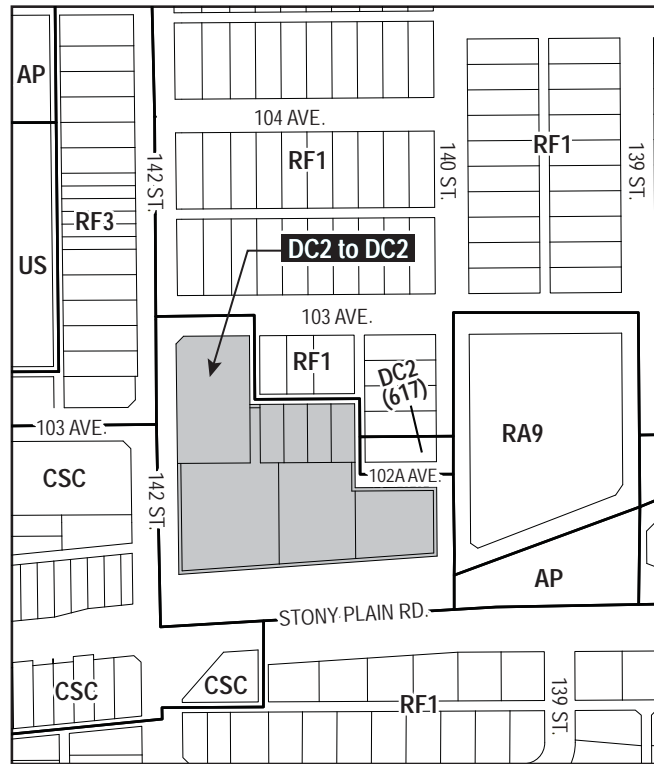 AP
104 AVE.
RF1
RF1
142 ST.
140 ST.
139 ST.
RF3
DC2 to DC2
US
103 AVE.
RF1
DC2
(617)
103 AVE.
RA9
CSC
102A AVE.
142 ST.
AP
STONY PLAIN RD.
CSC
CSC
RF1
139 ST.